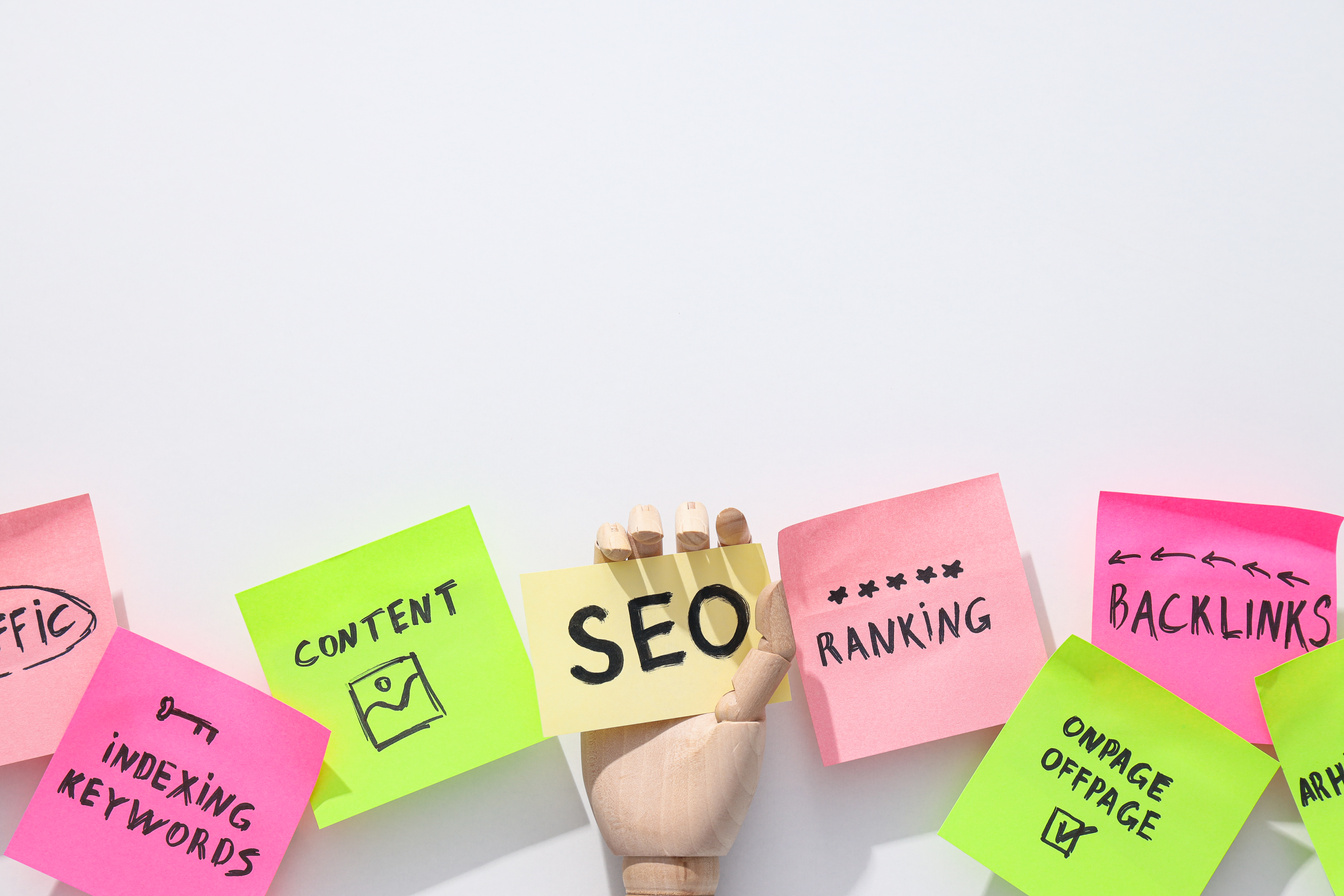 INDEXING
KEYWORDS
CONTENT
SEO
RANKING
BACKLINKS
ONPAGE
OFFPAGE